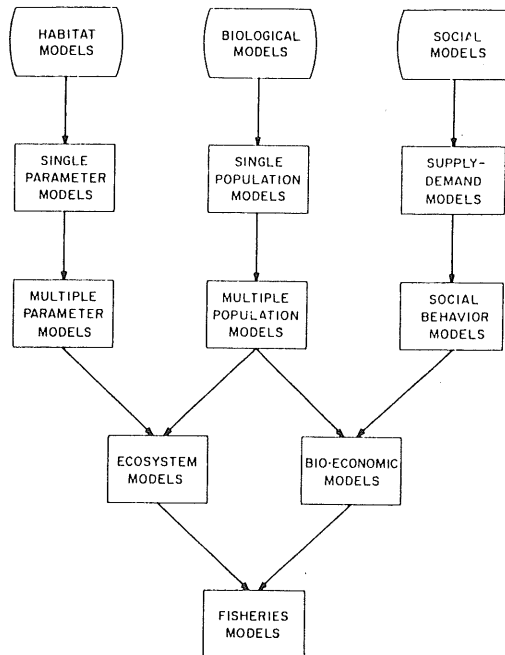 HABITAT
MODELS
BIOLOGICAL
MODELS
SOCIAL
MODELS
SINGLE
PARAMETER
MODELS
SINGLE
POPULATION
MODELS
SUPPLY-
DEMAND
MODELS
MULTIPLE
PARAMETER
MODELS
MULTIPLE
POPULATION
MODELS
SOCIAL
BEHAVIOR
MODELS
ECOSYSTEM
MODELS
BIO-ECONOMIC
MODELS
FISHERIES
MODELS